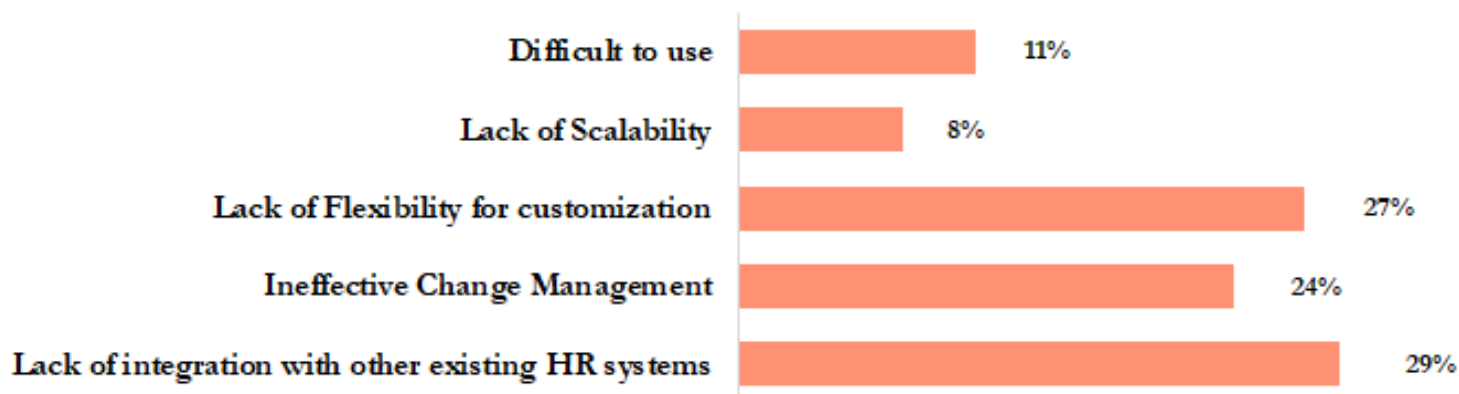 Difficult to use 11%
Lack of Scalability 8%
Lack of Flexibility for customization 27%
Ineffective Change Management 24%
Lack of integration with other existing HR systems 29%